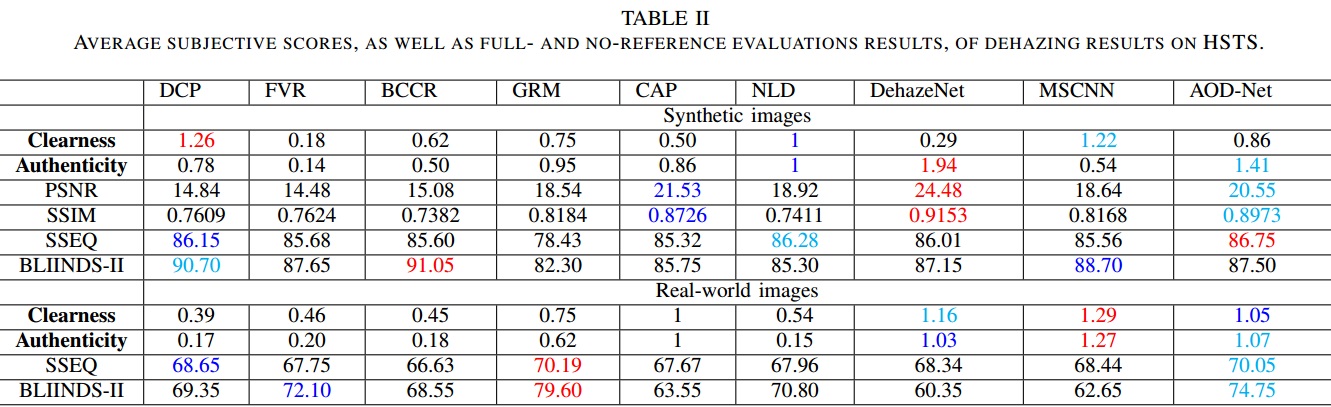 TABLE II
AVERAGE SUBJECTIVE SCORES, AS WELL AS FULL- AND NO-REFERENCE EVALUATIONS RESULTS, OF DEHAZING RESULTS ON HSTS.
DCP FVR BCCR GRM CAP NLD DehazeNet MSCNN AOD-Net
Synthetic images
Clearness 1.26 0.18 0.62 0.75 0.50 1 0.29 1.22 0.86
Authenticity 0.78 0.14 0.50 0.95 0.86 1 1.94 0.54 1.41
PSNR 14.84 14.48 15.08 18.54 21.53 18.92 24.48 18.64 20.55
SSIM 0.7609 0.7624 0.7382 0.8184 0.8726 0.7411 0.9153 0.8168 0.8973
SSEQ 86.15 85.68 85.60 78.43 85.32 86.28 86.01 85.56 86.75
BLIINDS-II 90.70 87.65 91.05 82.30 85.75 85.30 87.15 88.70 87.50
Real-world images
Clearness 0.39 0.46 0.45 0.75 1 0.54 1.16 1.29 1.05
Authenticity 0.17 0.20 0.18 0.62 1 0.15 1.03 1.27 1.07
SSEQ 68.65 67.75 66.63 70.19 67.67 67.96 68.34 68.44 70.05
BLIINDS-II 69.35 72.10 68.55 79.60 63.55 70.80 60.35 62.65 74.75